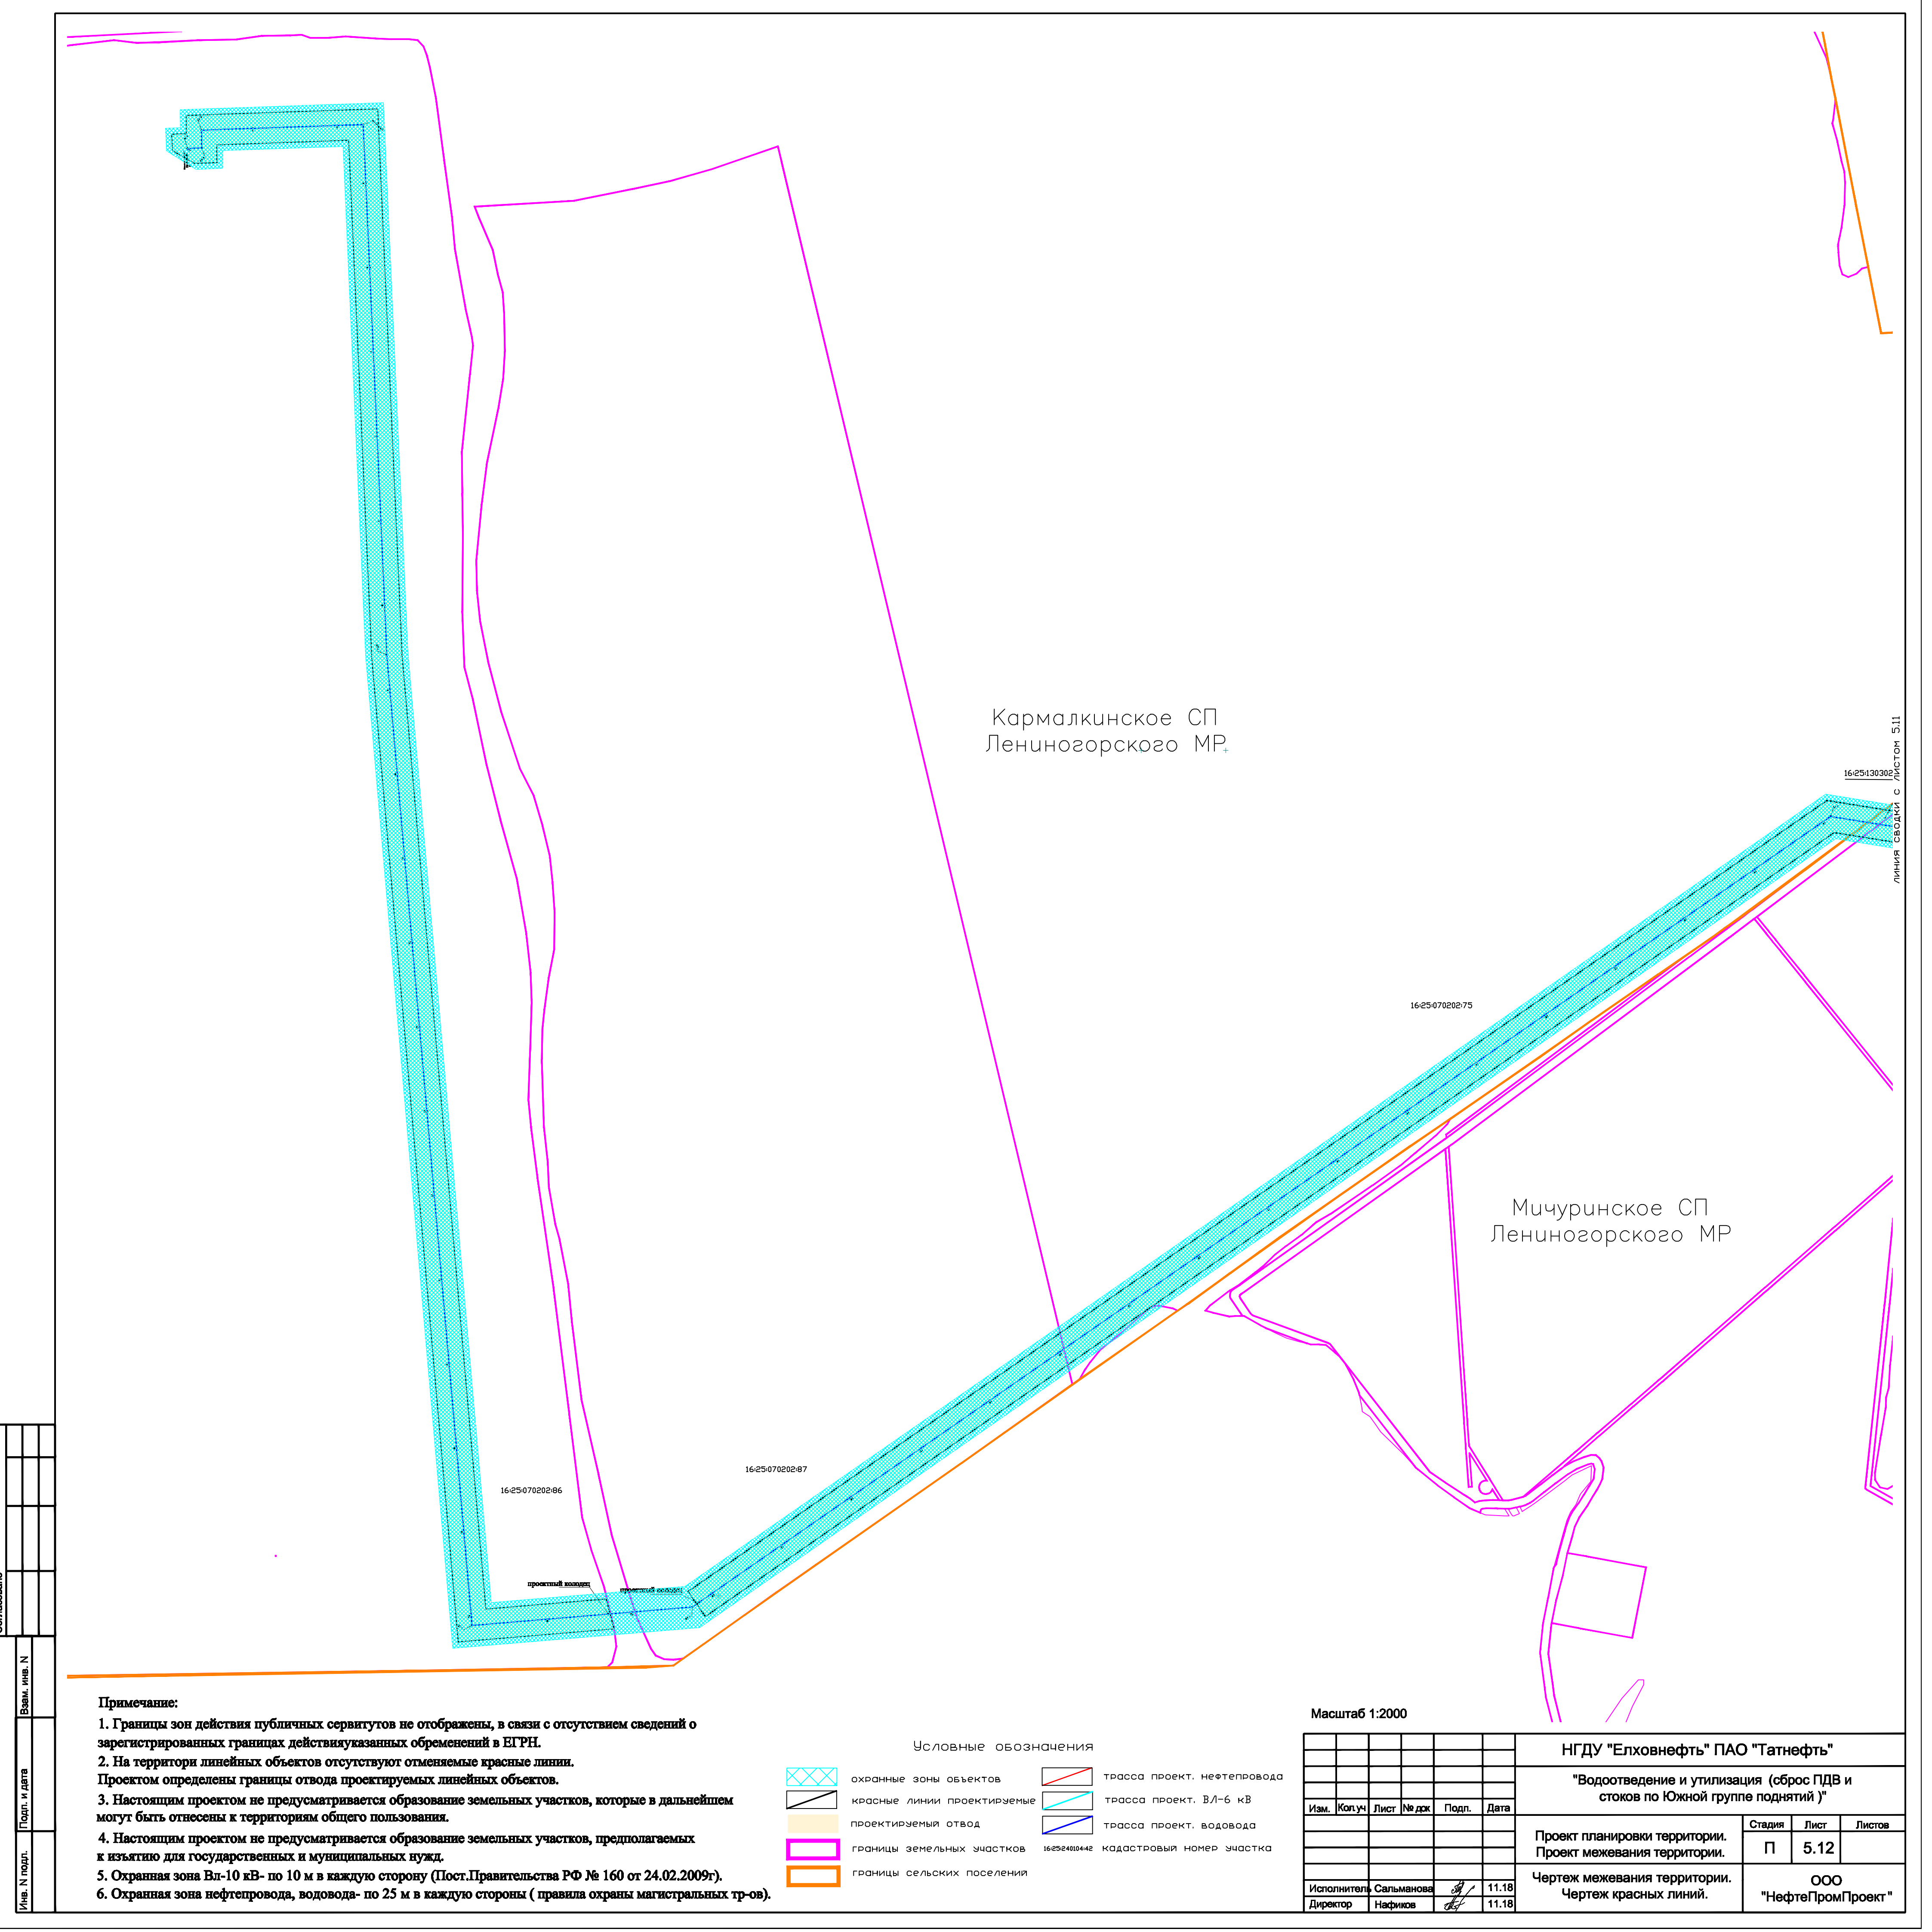 Кармалкинское СП
Лениногорского МР
линия сводки с листом 5.11
16:25:130302
16:25:070202:75
Мичуринское СП
Лениногорского МР
16:25:070202:87
16:25:070202:86
проектный колодец
проектный колодец
Взам. инв. N
Подп. и дата
Инв. N подл.
Примечание:
1. Границы зон действия публичных сервитутов не отображены, в связи с отсутствием сведений о
зарегистрированных границах действияуказанных обременений в ЕГРН.
2. На территори линейных объектов отсутствуют отменяемые красные линии.
Проектом определены границы отвода проектируемых линейных объектов.
3. Настоящим проектом не предусматривается образование земельных участков, которые в дальнейшем
могут быть отнесены к территориям общего пользования.
4. Настоящим проектом не предусматривается образование земельных участков, предполагаемых
к изъятию для государственных и муниципальных нужд.
5. Охранная зона Вл-10 кВ- по 10 м в каждую сторону (Пост.Правительства РФ № 160 от 24.02.2009г).
6. Охранная зона нефтепровода, водовода- по 25 м в каждую стороны ( правила охраны магистральных тр-ов).
Условные обозначения
охранные зоны объектов
красные линии проектируемые
проектируемый отвод
границы земельных участков
границы сельских поселений
трасса проект. нефтепровода
трасса проект. ВЛ-6 кВ
трасса проект. водовода
кадастровый номер участка
Масштаб 1:2000
НГДУ "Елховнефть" ПАО "Татнефть"
"Водоотведение и утилизация (сброс ПДВ и
стоков по Южной группе поднятий )"
Изм. Кол.уч Лист № док Подп. Дата
Проект планировки территории.
Проект межевания территории.
Стадия Лист Листов
П 5.12
Чертеж межевания территории.
Чертеж красных линий.
ООО
"НефтеПромПроект"
Исполнитель Сальманова 11.18
Директор Нафиков 11.18